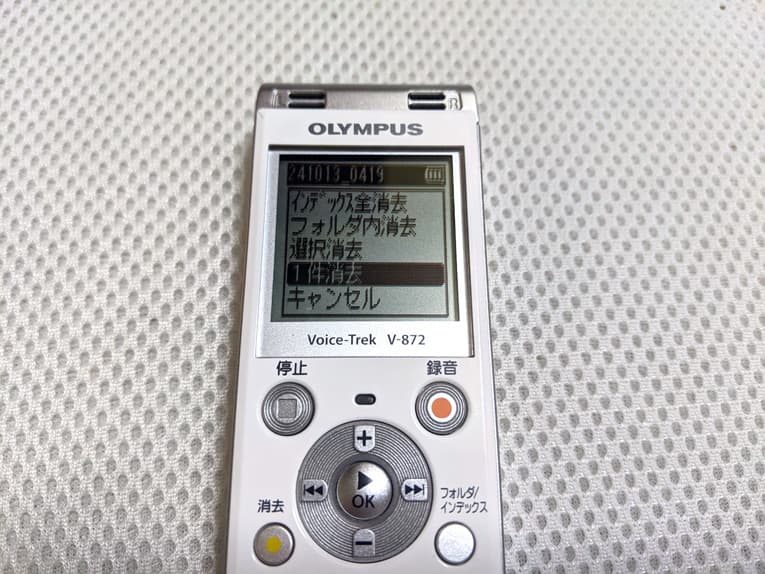 L R
OLYMPUS
241013_0419
インデックス全消去
フォルダ内消去
選択消去
1件消去
キャンセル
Voice-Trek V-872
停止 録音
+
OK
消去
フォルダ/
インデックス
−